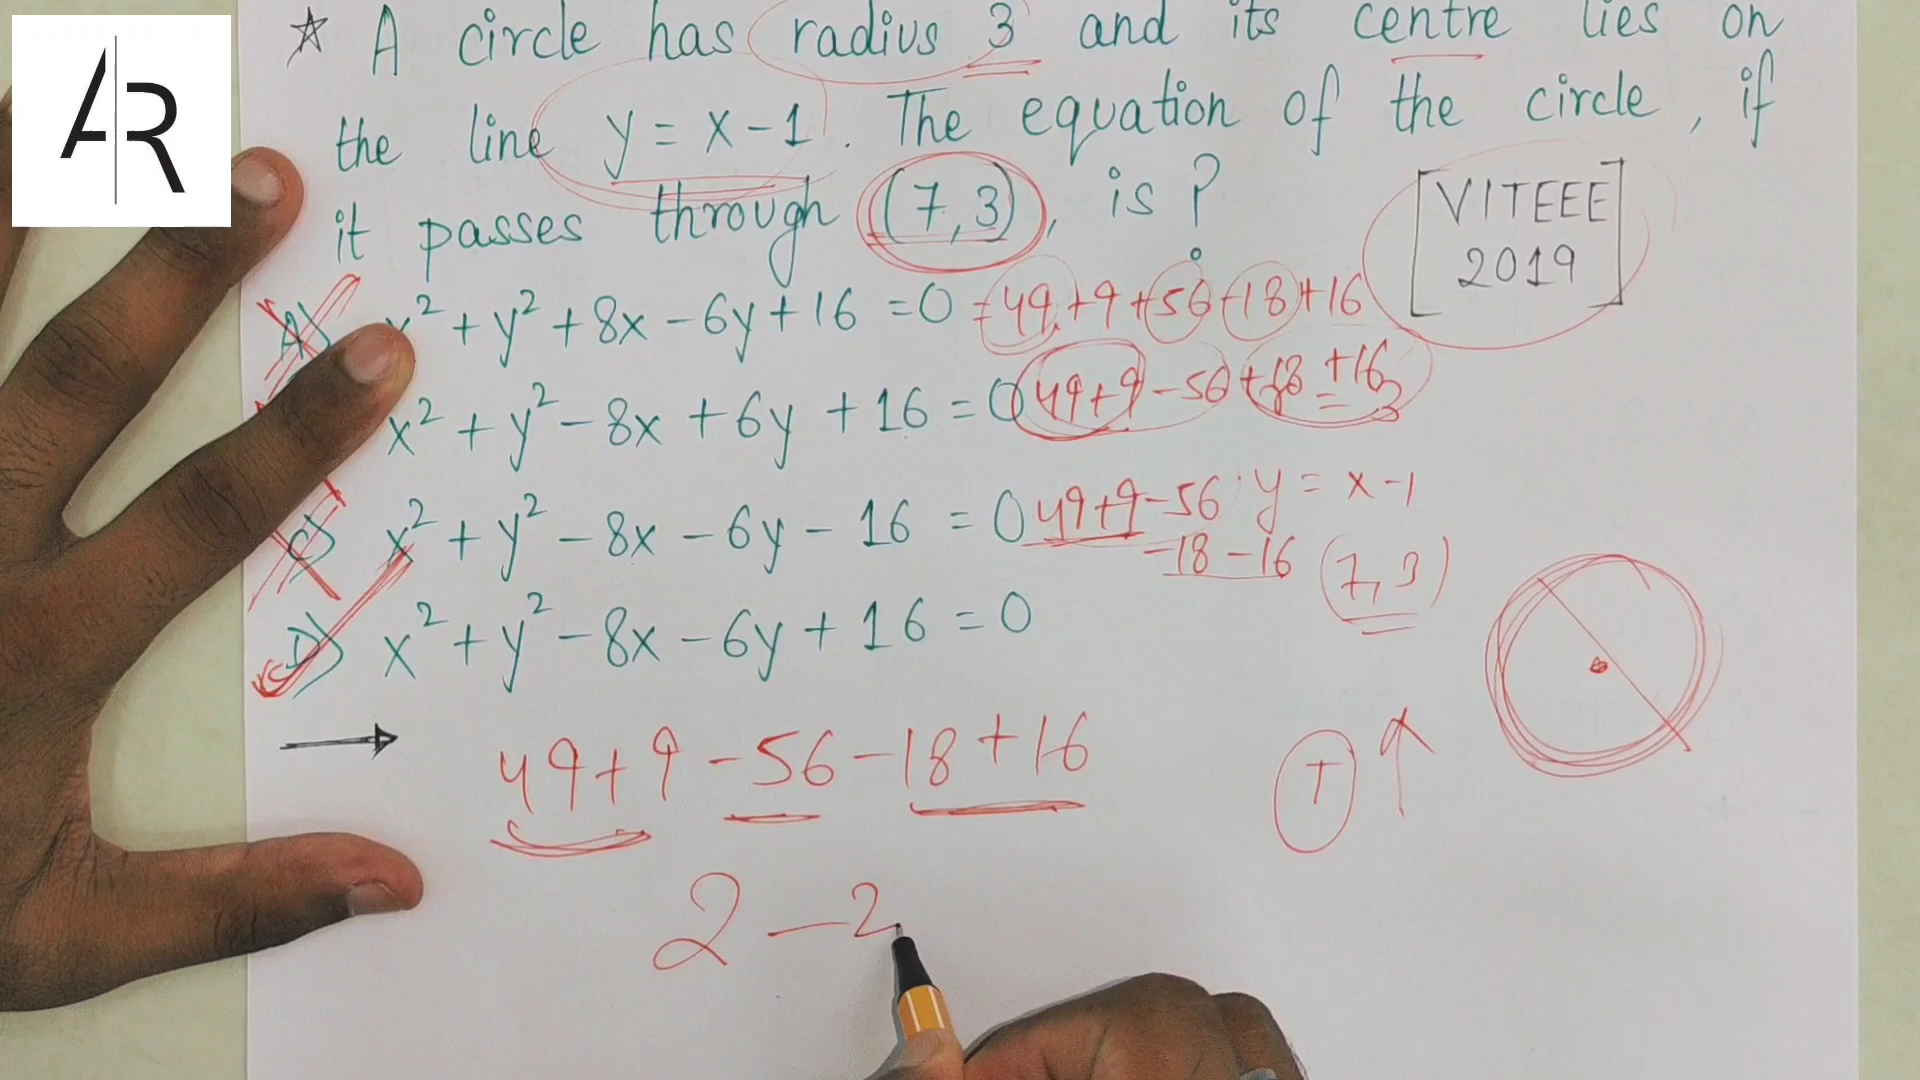 AR
☆ A circle has radius 3 and its centre lies on
the line y = x - 1. The equation of the circle, if
it passes through (7,3), is ?
[VITEEE
2019]
A) x² + y² + 8x - 6y + 16 = 0 - 49 + 9 + 56 - 18 + 16
x² + y² - 8x + 6y + 16 = 0 49 + 9 - 56 + 18 + 16
C) x² + y² - 8x - 6y - 16 = 0 49 + 9 - 56 y = x - 1
- 18 - 16 (7,3)
D) x² + y² - 8x - 6y + 16 = 0
→ 49 + 9 - 56 - 18 + 16
T ↑
2 - 2